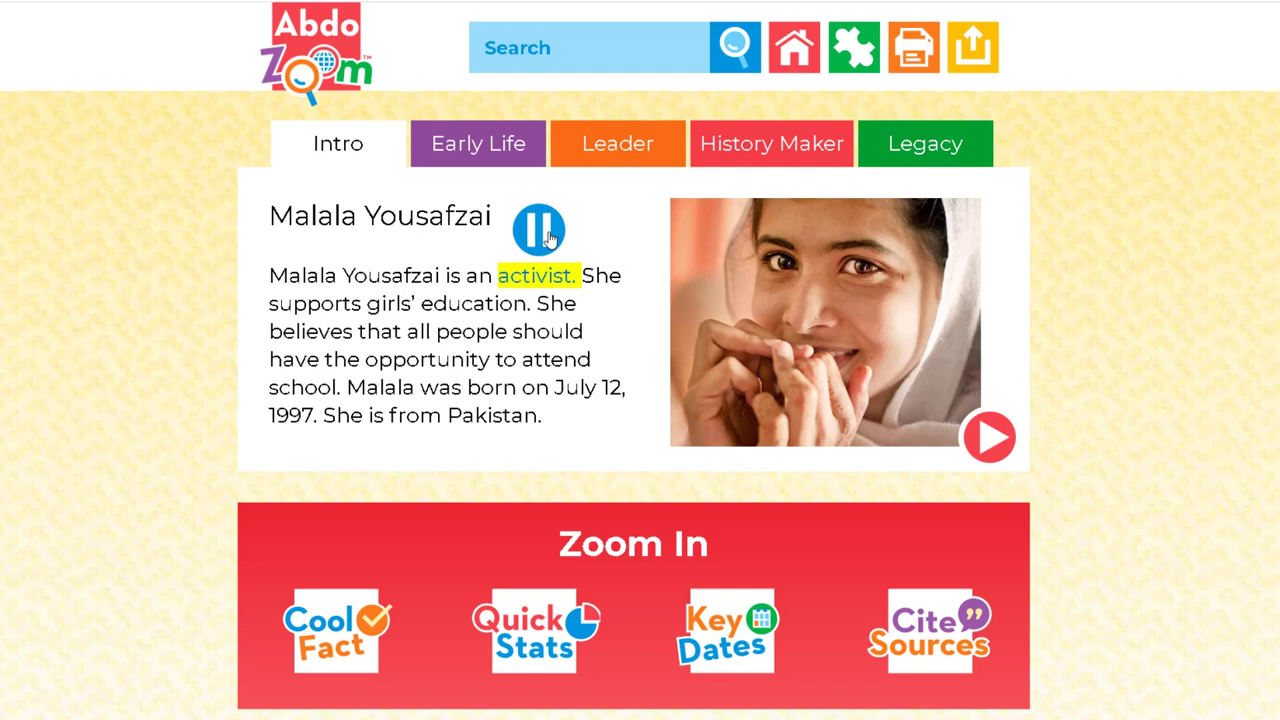 Abdo
Zoom™
Search
Intro
Early Life
Leader
History Maker
Legacy
Malala Yousafzai
Malala Yousafzai is an activist. She
supports girls’ education. She
believes that all people should
have the opportunity to attend
school. Malala was born on July 12,
1997. She is from Pakistan.
Zoom In
Cool
Fact
Quick
Stats
Key
Dates
Cite
Sources